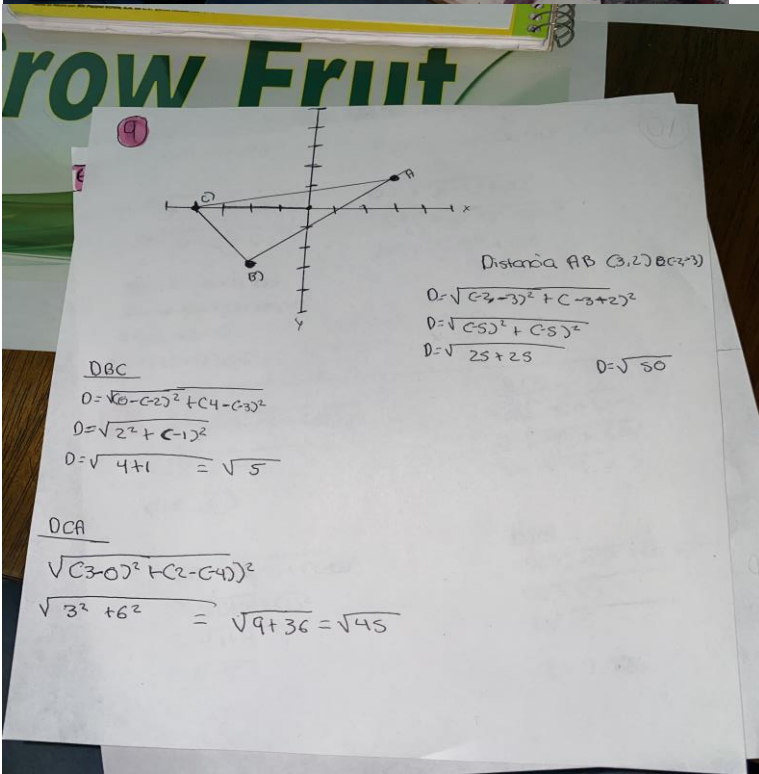 row Frut
9
A
C)
x
B)
y
Distancia AB (3,2) B(-2,-3)
D=√(-2,-3)² + (-3+2)²
D=√(-5)² + (-5)²
D=√ 25+25
D=√50
DBC
D=√(0-(-2)² + (4-(-3)²
D=√2² + (-1)²
D=√ 4+1 = √5
DCA
√(3-0)² + (2-(-4))²
√3² + 6² = √9+36 = √45